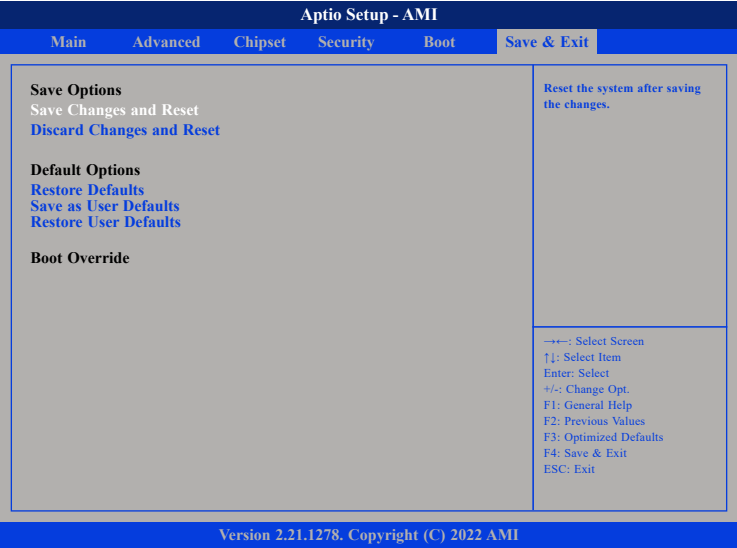 Aptio Setup - AMI
Main Advanced Chipset Security Boot Save & Exit
Save Options
Save Changes and Reset
Discard Changes and Reset
Default Options
Restore Defaults
Save as User Defaults
Restore User Defaults
Boot Override
Reset the system after saving
the changes.
→←: Select Screen
↑↓: Select Item
Enter: Select
+/-: Change Opt.
F1: General Help
F2: Previous Values
F3: Optimized Defaults
F4: Save & Exit
ESC: Exit
Version 2.21.1278. Copyright (C) 2022 AMI